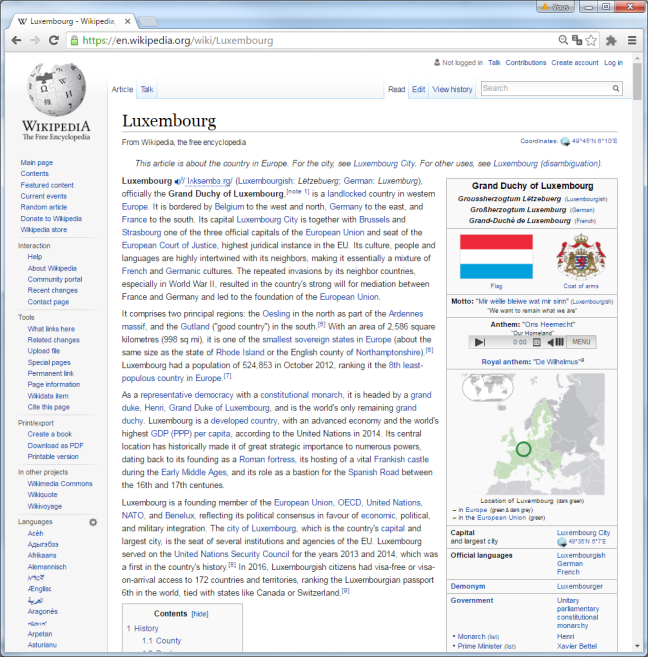 Vous
Luxembourg - Wikipedia,
https://en.wikipedia.org/wiki/Luxembourg
Not logged in Talk Contributions Create account Log in
Article Talk Read Edit View history Search
WIKIPEDIA
The Free Encyclopedia
Main page
Contents
Featured content
Current events
Random article
Donate to Wikipedia
Wikipedia store
Interaction
Help
About Wikipedia
Community portal
Recent changes
Contact page
Tools
What links here
Related changes
Upload file
Special pages
Permanent link
Page information
Wikidata item
Cite this page
Print/export
Create a book
Download as PDF
Printable version
In other projects
Wikimedia Commons
Wikiquote
Wikivoyage
Languages
Acèh
Адыгэбзэ
Afrikaans
Alemannisch
አማርኛ
Ænglisc
العربية
Aragonés
Arpetan
Asturianu
Luxembourg
From Wikipedia, the free encyclopedia
Coordinates: 49°45′N 6°10′E
This article is about the country in Europe. For the city, see Luxembourg City. For other uses, see Luxembourg (disambiguation).
Luxembourg /ˈlʌksəmbɜːrɡ/ (Luxembourgish: Lëtzebuerg; German: Luxemburg),
officially the Grand Duchy of Luxembourg,[note 1] is a landlocked country in western
Europe. It is bordered by Belgium to the west and north, Germany to the east, and
France to the south. Its capital Luxembourg City is together with Brussels and
Strasbourg one of the three official capitals of the European Union and seat of the
European Court of Justice, highest juridical instance in the EU. Its culture, people and
languages are highly intertwined with its neighbors, making it essentially a mixture of
French and Germanic cultures. The repeated invasions by its neighbor countries,
especially in World War II, resulted in the country's strong will for mediation between
France and Germany and led to the foundation of the European Union.
It comprises two principal regions: the Oesling in the north as part of the Ardennes
massif, and the Gutland ("good country") in the south.[5] With an area of 2,586 square
kilometres (998 sq mi), it is one of the smallest sovereign states in Europe (about the
same size as the state of Rhode Island or the English county of Northamptonshire).[6]
Luxembourg had a population of 524,853 in October 2012, ranking it the 8th least-
populous country in Europe.[7]
As a representative democracy with a constitutional monarch, it is headed by a grand
duke, Henri, Grand Duke of Luxembourg, and is the world's only remaining grand
duchy. Luxembourg is a developed country, with an advanced economy and the world's
highest GDP (PPP) per capita, according to the United Nations in 2014. Its central
location has historically made it of great strategic importance to numerous powers,
dating back to its founding as a Roman fortress, its hosting of a vital Frankish castle
during the Early Middle Ages, and its role as a bastion for the Spanish Road between
the 16th and 17th centuries.
Luxembourg is a founding member of the European Union, OECD, United Nations,
NATO, and Benelux, reflecting its political consensus in favour of economic, political,
and military integration. The city of Luxembourg, which is the country's capital and
largest city, is the seat of several institutions and agencies of the EU. Luxembourg
served on the United Nations Security Council for the years 2013 and 2014, which was
a first in the country's history.[8] In 2016, Luxembourgish citizens had visa-free or visa-
on-arrival access to 172 countries and territories, ranking the Luxembourgian passport
6th in the world, tied with states like Canada or Switzerland.[9]
Contents [hide]
1 History
1.1 County
Grand Duchy of Luxembourg
Groussherzogtum Lëtzebuerg (Luxembourgish)
Großherzogtum Luxemburg (German)
Grand-Duché de Luxembourg (French)
Flag Coat of arms
Motto: "Mir wëlle bleiwe wat mir sinn" (Luxembourgish)
"We want to remain what we are"
Anthem: "Ons Heemecht"
"Our Homeland"
0:00 MENU
Royal anthem: "De Wilhelmus"a
Location of Luxembourg (dark green)
– in Europe (green & dark grey)
– in the European Union (green)
Capital Luxembourg City
and largest city 49°36′N 6°7′E
Official languages Luxembourgish
German
French
Demonym Luxembourger
Government Unitary
parliamentary
constitutional
monarchy
• Monarch (list) Henri
• Prime Minister (list) Xavier Bettel